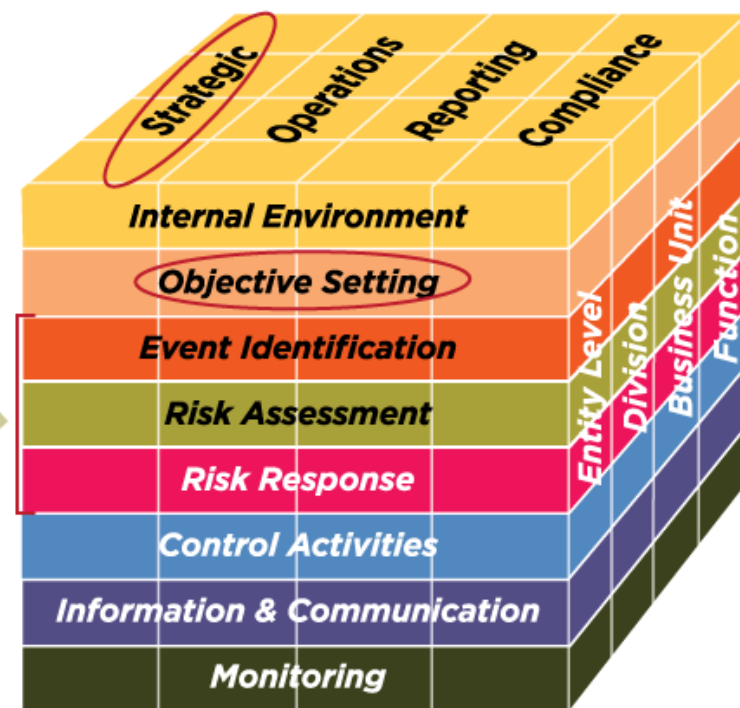 Strategic
Operations
Reporting
Compliance
Internal Environment
Objective Setting
Event Identification
Risk Assessment
Risk Response
Control Activities
Information & Communication
Monitoring
Entity Level
Division
Business Unit
Function